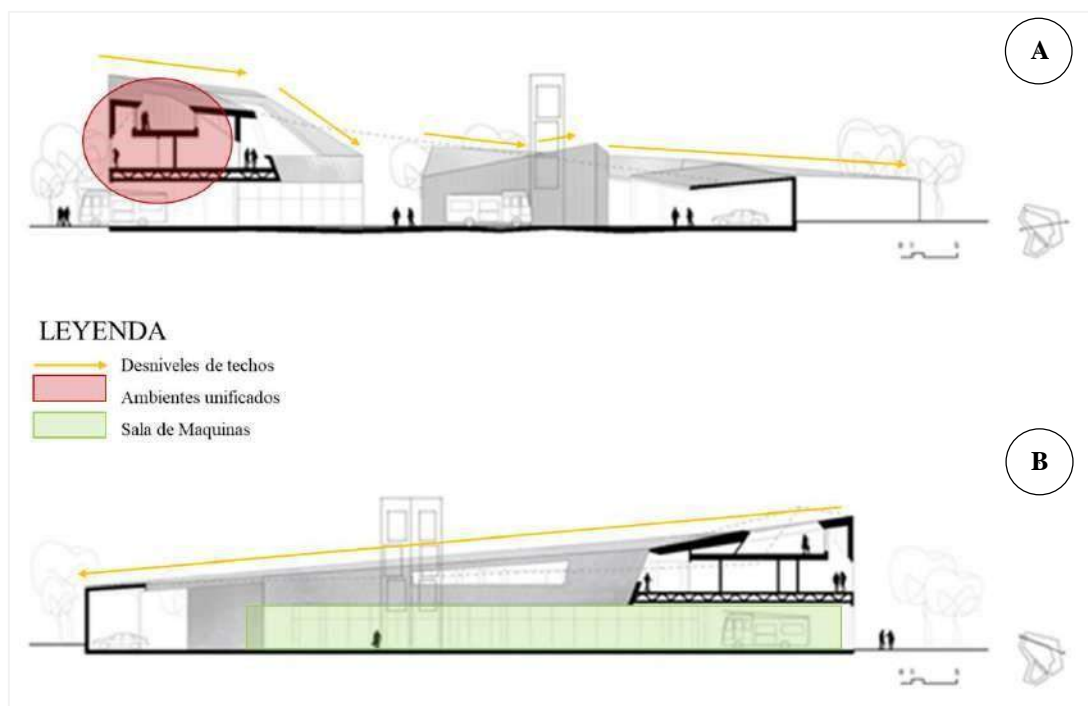 A
LEYENDA
Desniveles de techos
Ambientes unificados
Sala de Maquinas
B